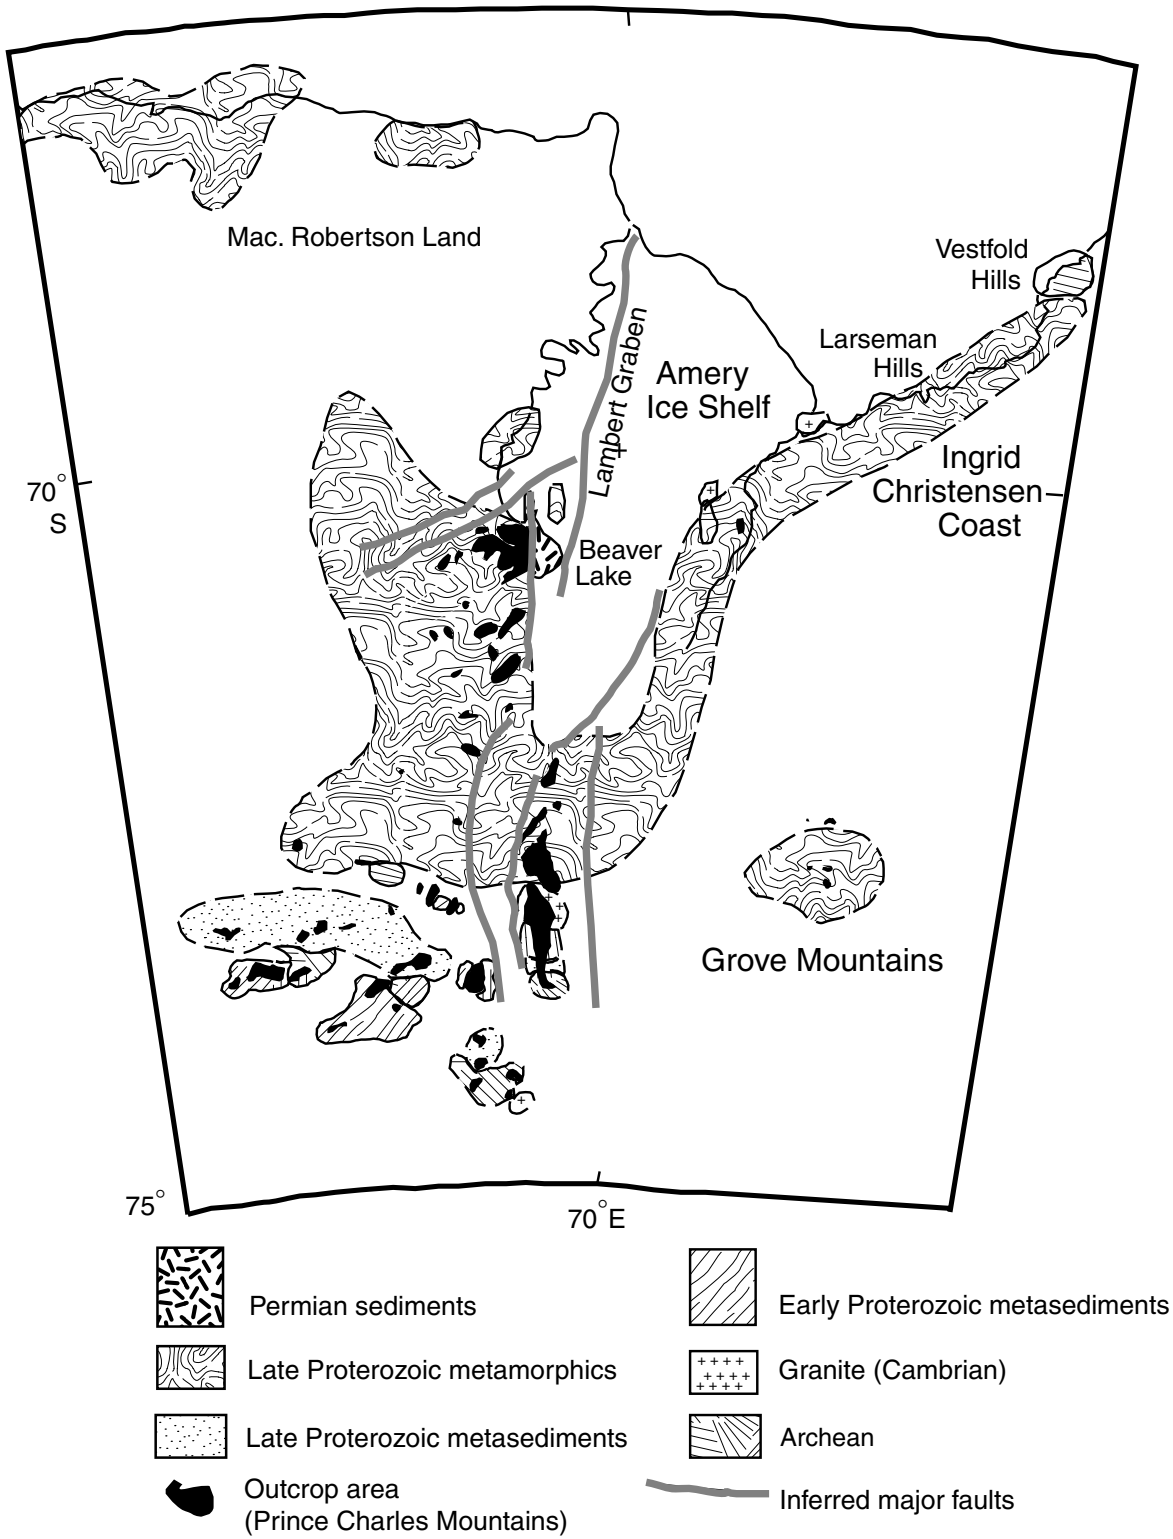 Mac. Robertson Land
Vestfold
Hills
Larseman
Hills
Lambert Graben
Amery
Ice Shelf
Ingrid
Christensen
Coast
70°
S
Beaver
Lake
Grove Mountains
75°
70°E
Permian sediments
Early Proterozoic metasediments
Late Proterozoic metamorphics
Granite (Cambrian)
Late Proterozoic metasediments
Archean
Outcrop area
(Prince Charles Mountains)
Inferred major faults